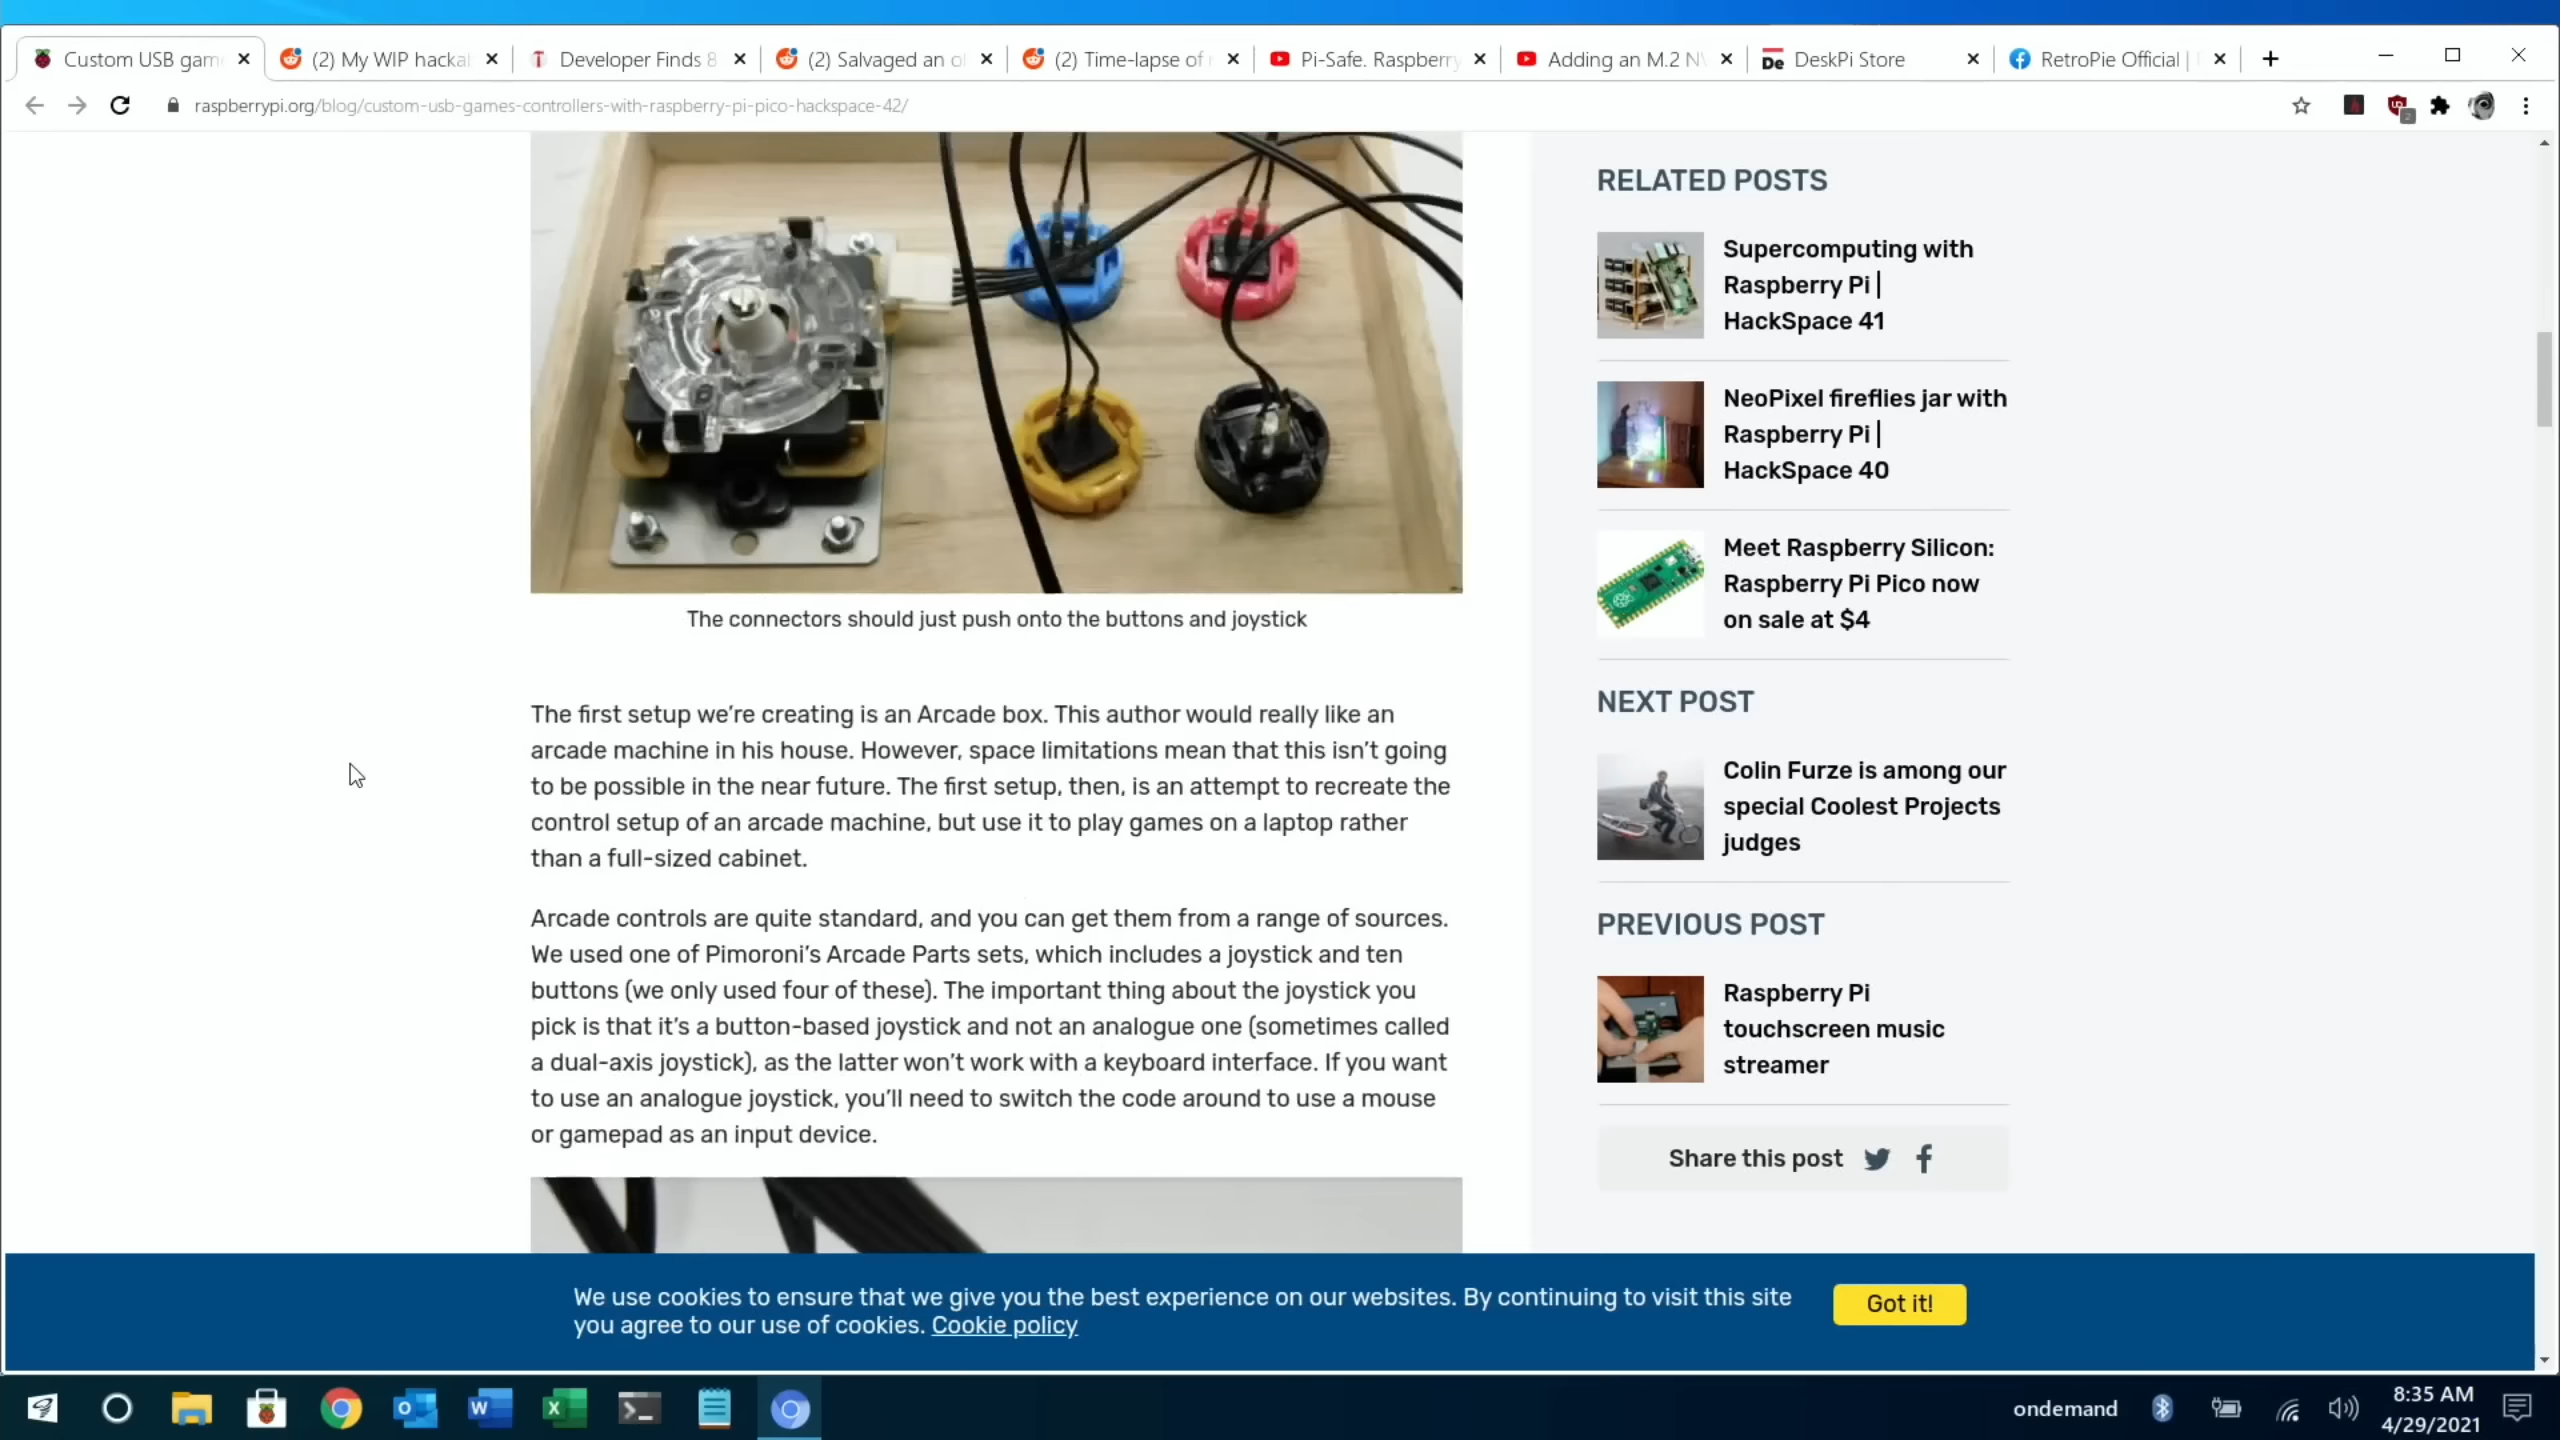 Custom USB gam
(2) My WIP hacka
Developer Finds 8
(2) Salvaged an o
(2) Time-lapse of
Pi-Safe. Raspberry
Adding an M.2 NV
De DeskPi Store
RetroPie Official |
raspberrypi.org/blog/custom-usb-games-controllers-with-raspberry-pi-pico-hackspace-42/
2
The connectors should just push onto the buttons and joystick
The first setup we’re creating is an Arcade box. This author would really like an
arcade machine in his house. However, space limitations mean that this isn’t going
to be possible in the near future. The first setup, then, is an attempt to recreate the
control setup of an arcade machine, but use it to play games on a laptop rather
than a full-sized cabinet.
Arcade controls are quite standard, and you can get them from a range of sources.
We used one of Pimoroni’s Arcade Parts sets, which includes a joystick and ten
buttons (we only used four of these). The important thing about the joystick you
pick is that it’s a button-based joystick and not an analogue one (sometimes called
a dual-axis joystick), as the latter won’t work with a keyboard interface. If you want
to use an analogue joystick, you’ll need to switch the code around to use a mouse
or gamepad as an input device.
RELATED POSTS
Supercomputing with
Raspberry Pi |
HackSpace 41
NeoPixel fireflies jar with
Raspberry Pi |
HackSpace 40
Meet Raspberry Silicon:
Raspberry Pi Pico now
on sale at $4
NEXT POST
Colin Furze is among our
special Coolest Projects
judges
PREVIOUS POST
Raspberry Pi
touchscreen music
streamer
Share this post
We use cookies to ensure that we give you the best experience on our websites. By continuing to visit this site
you agree to our use of cookies. Cookie policy
Got it!
ondemand
8:35 AM
4/29/2021